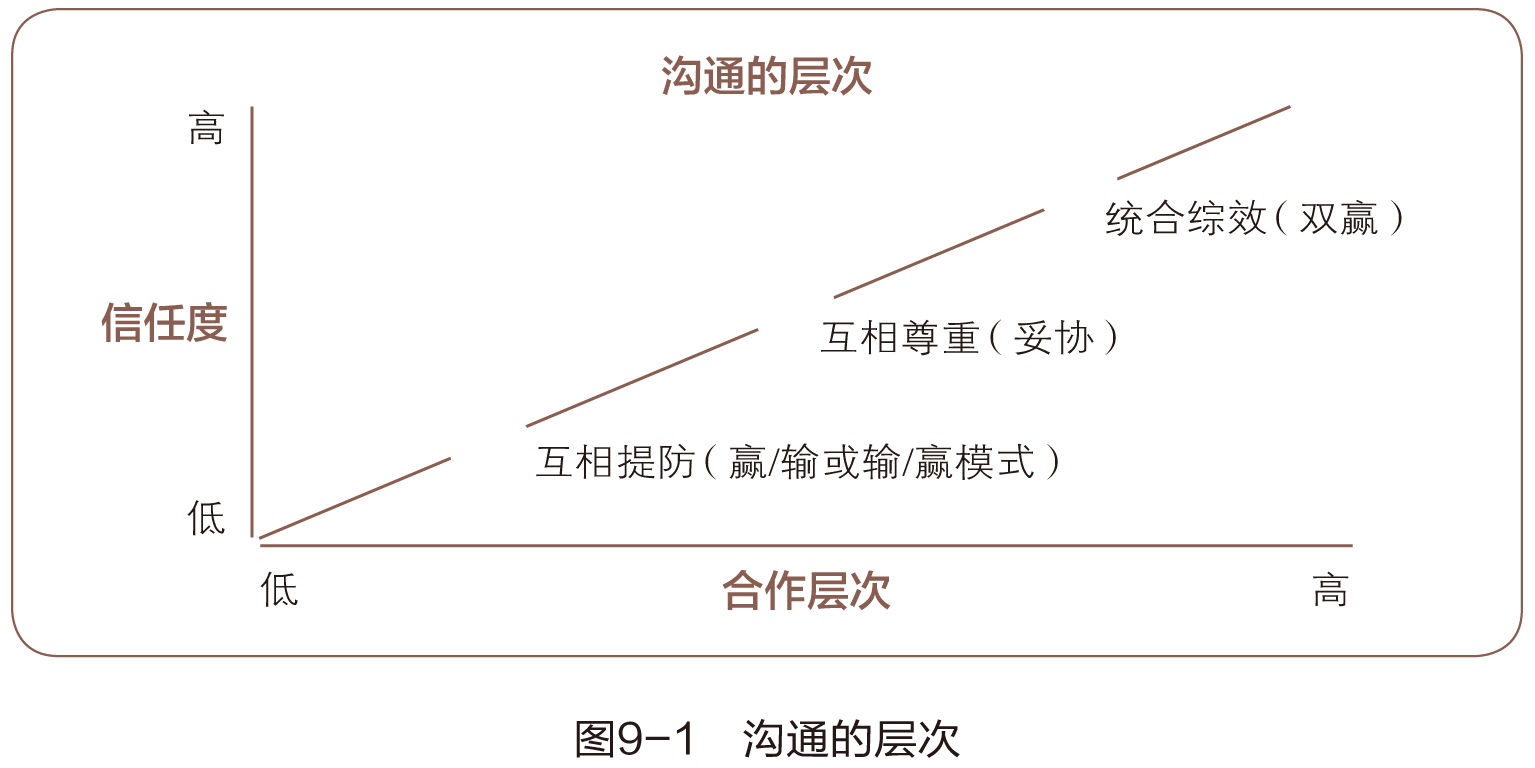 沟通的层次
高
统合综效（双赢）
信任度
互相尊重（妥协）
互相提防（赢/输或输/赢模式）
低
低
合作层次
高
图9-1 沟通的层次